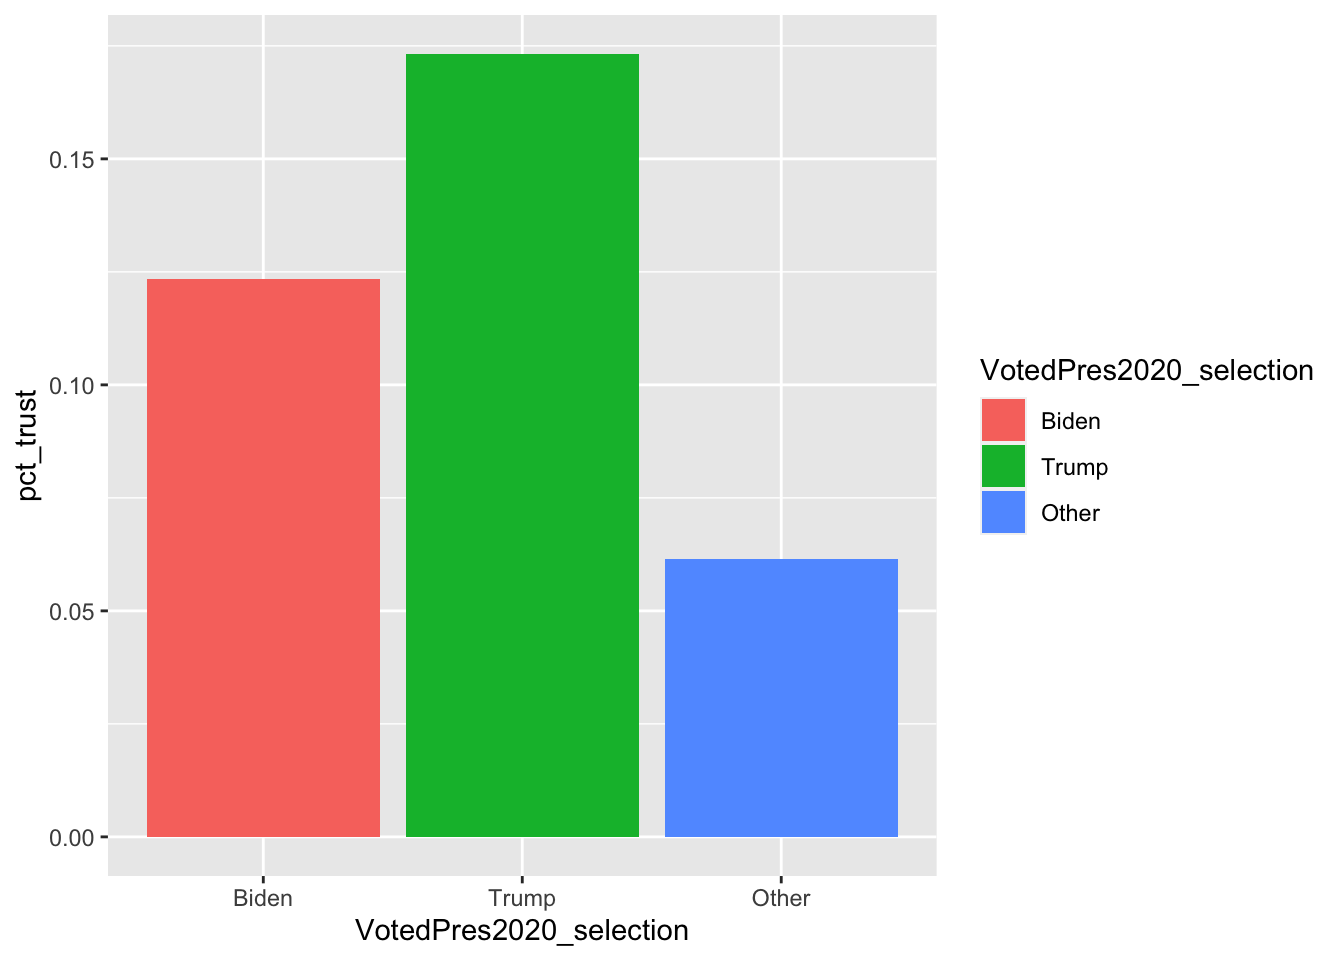 0.15
0.10
0.05
0.00
pct_trust
Biden Trump Other
VotedPres2020_selection
VotedPres2020_selection
Biden
Trump
Other